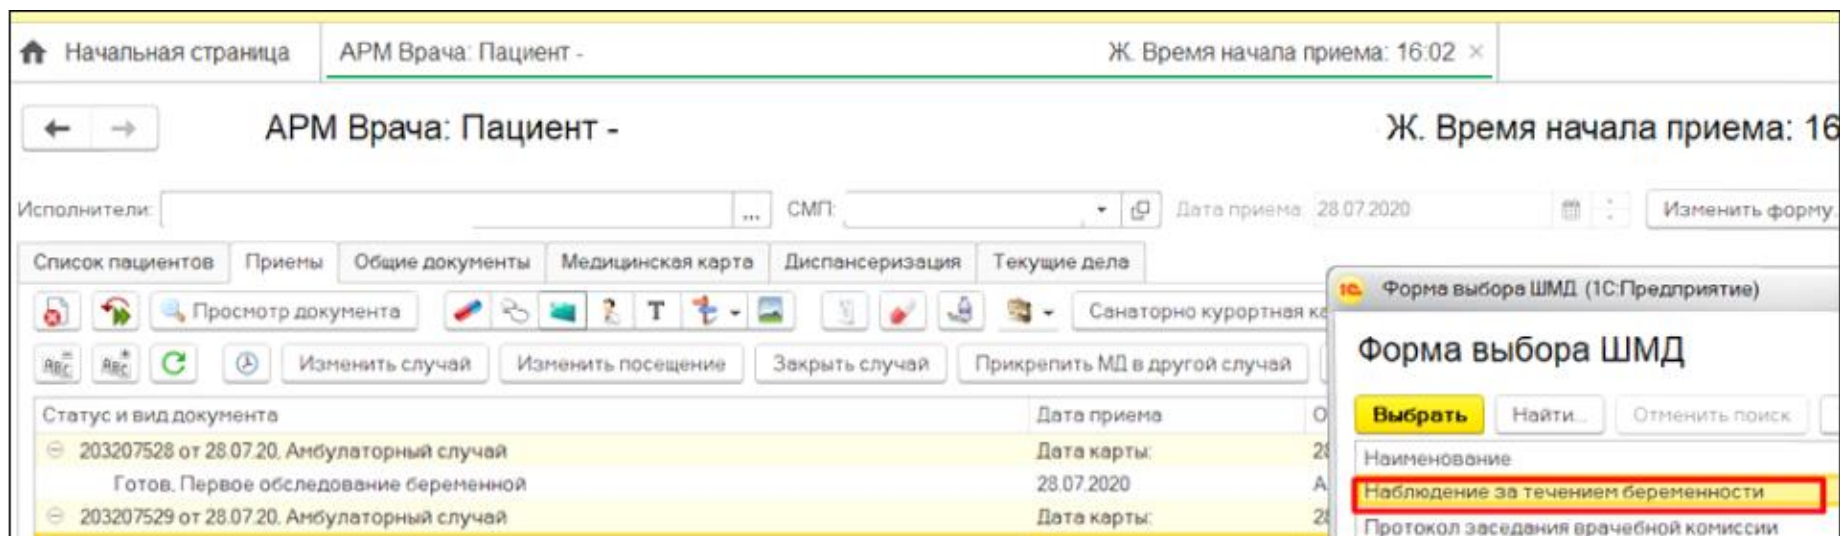 Начальная страница
АРМ Врача: Пациент -
Ж. Время начала приема: 16:02 ×
АРМ Врача: Пациент -
Ж. Время начала приема: 16
Исполнители:
...
СМП:
Дата приема: 28.07.2020
Изменить форму.
Список пациентов
Приемы
Общие документы
Медицинская карта
Диспансеризация
Текущие дела
Просмотр документа
T
Санаторно курортная ка
Изменить случай
Изменить посещение
Закрыть случай
Прикрепить МД в другой случай
Статус и вид документа
Дата приема
О
203207528 от 28.07.20, Амбулаторный случай
Дата карты:
28
Готов. Первое обследование беременной
28.07.2020
А
203207529 от 28.07.20, Амбулаторный случай
Дата карты:
28
1С Форма выбора ШМД (1С:Предприятие)
Форма выбора ШМД
Выбрать
Найти...
Отменить поиск
Наименование
Наблюдение за течением беременности
Протокол заседания врачебной комиссии